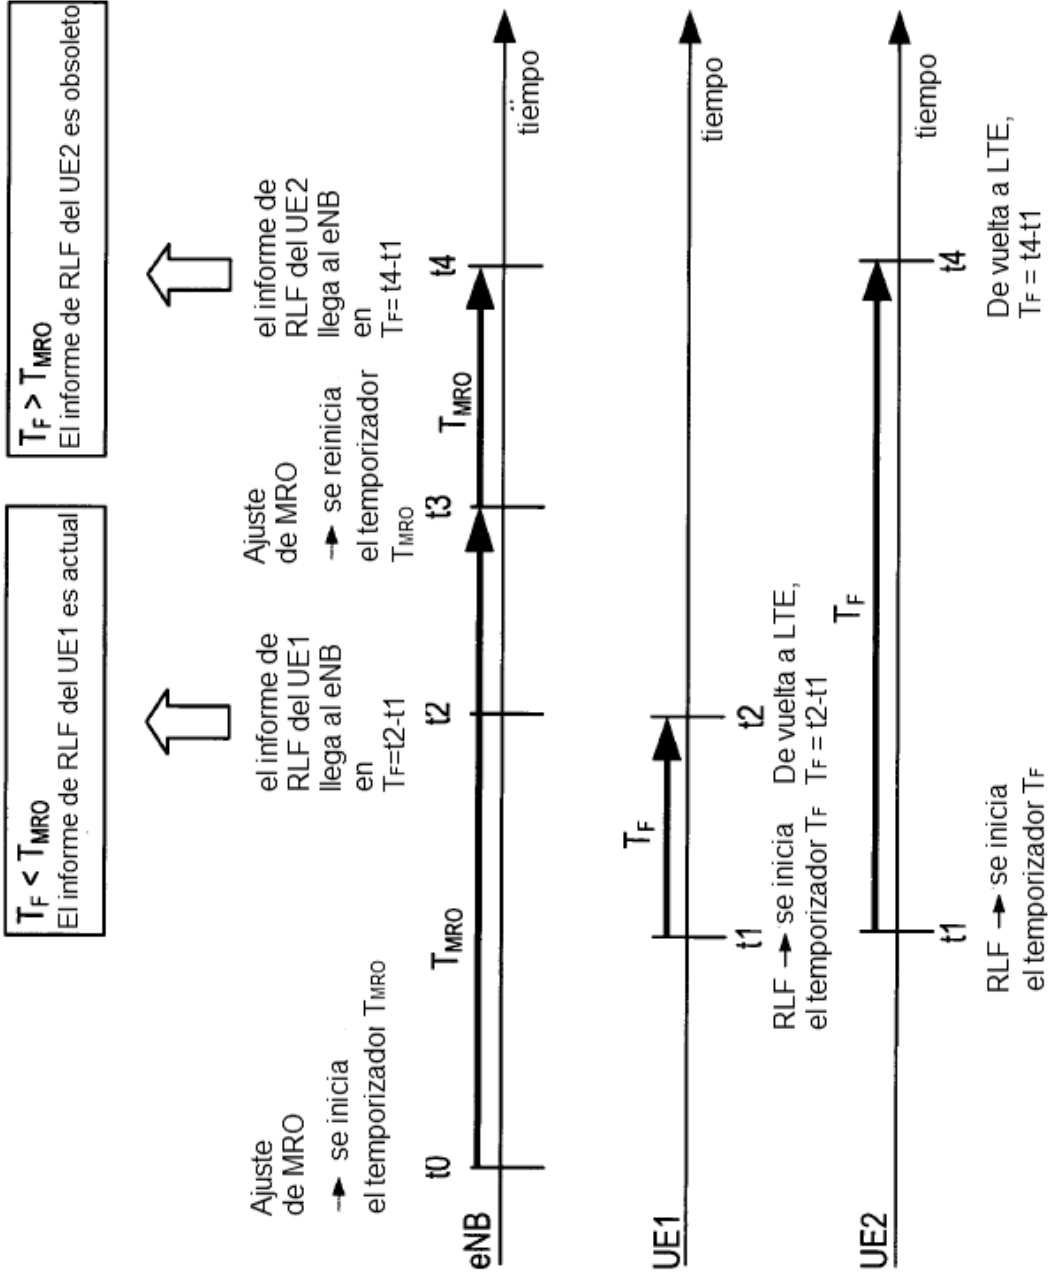 T_F < T_MRO
El informe de RLF del UE1 es actual
T_F > T_MRO
El informe de RLF del UE2 es obsoleto
Ajuste
de MRO
→ se inicia
el temporizador T_MRO
el informe de
RLF del UE1
llega al eNB
en
T_F=t2-t1
Ajuste
de MRO
→ se reinicia
el temporizador
T_MRO
el informe de
RLF del UE2
llega al eNB
en
T_F= t4-t1
t0
T_MRO
t2
t3
T_MRO
t4
eNB
tiempo
T_F
UE1
t1
t2
tiempo
RLF → se inicia
el temporizador T_F
De vuelta a LTE,
T_F = t2-t1
T_F
UE2
t1
t4
tiempo
RLF → se inicia
el temporizador T_F
De vuelta a LTE,
T_F = t4-t1